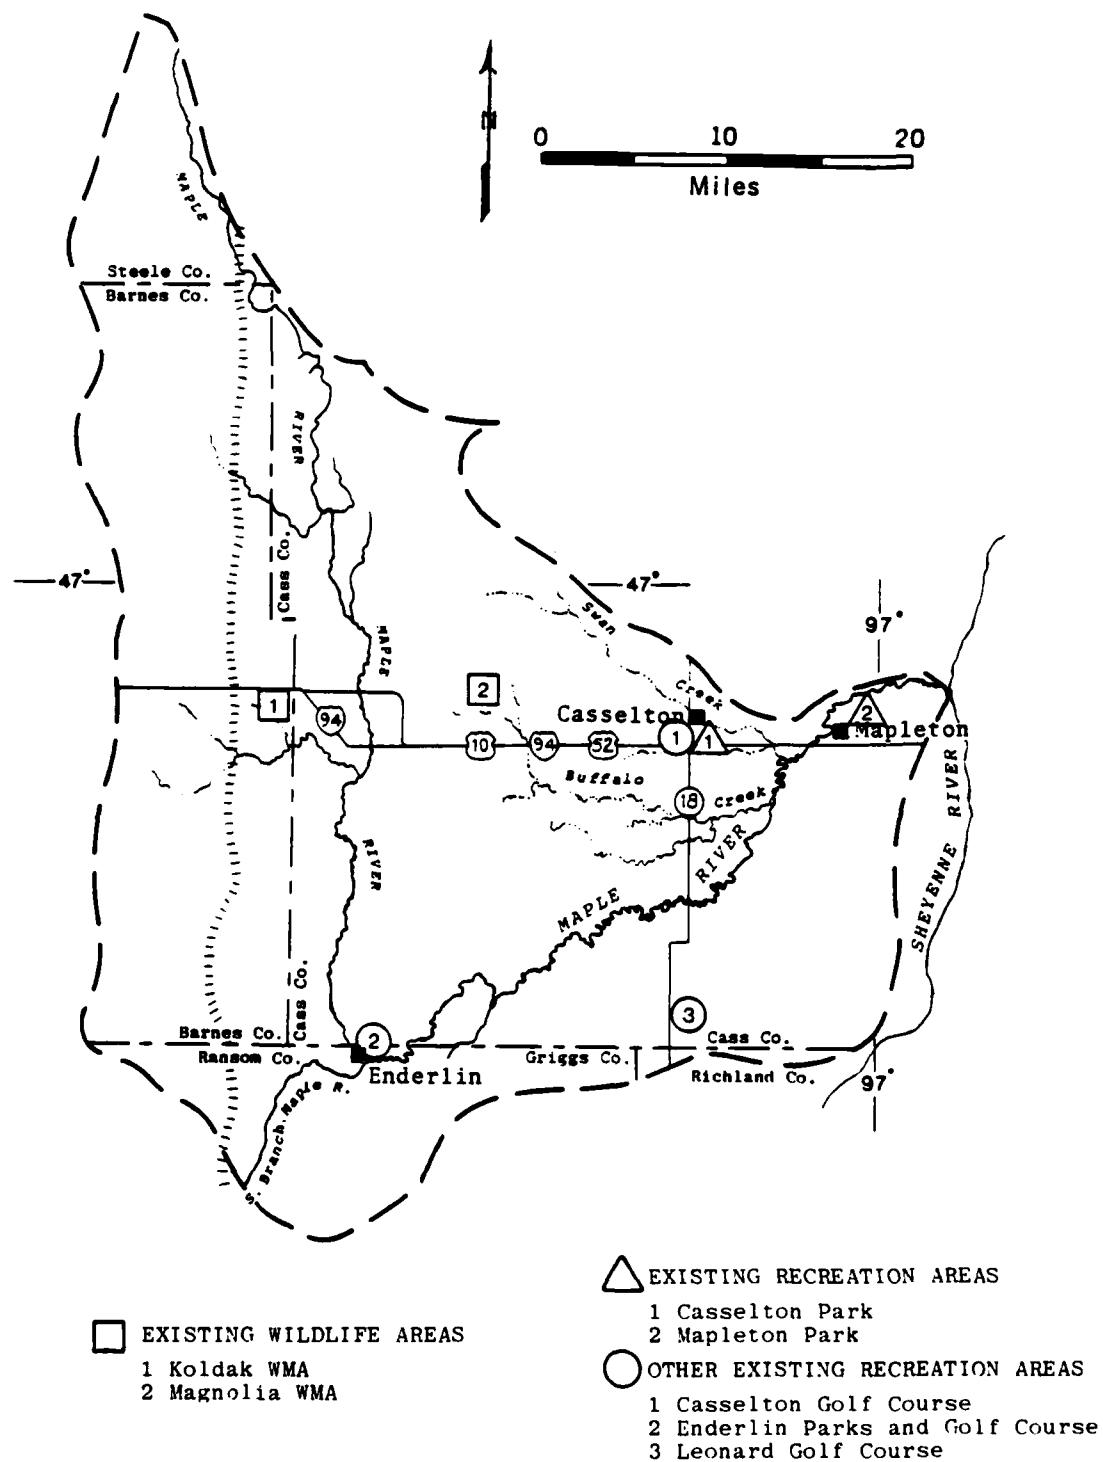 N
0 10 20
Miles
MAPLE
Steele Co.
Barnes Co.
RIVER
Cass Co.
47°
47°
Swan
97°
MAPLE
2
Creek
1
94
Casselton
2
1
1
Mapleton
10
94
52
Buffalo
18
Creek
RIVER
RIVER
MAPLE
SHEYENNE RIVER
Cass Co.
3
Barnes Co.
2
Cass Co.
Ransom Co.
Griggs Co.
Enderlin
Richland Co.
97°
S. Branch Maple R.
EXISTING RECREATION AREAS
1 Casselton Park
2 Mapleton Park
EXISTING WILDLIFE AREAS
1 Koldak WMA
2 Magnolia WMA
OTHER EXISTING RECREATION AREAS
1 Casselton Golf Course
2 Enderlin Parks and Golf Course
3 Leonard Golf Course